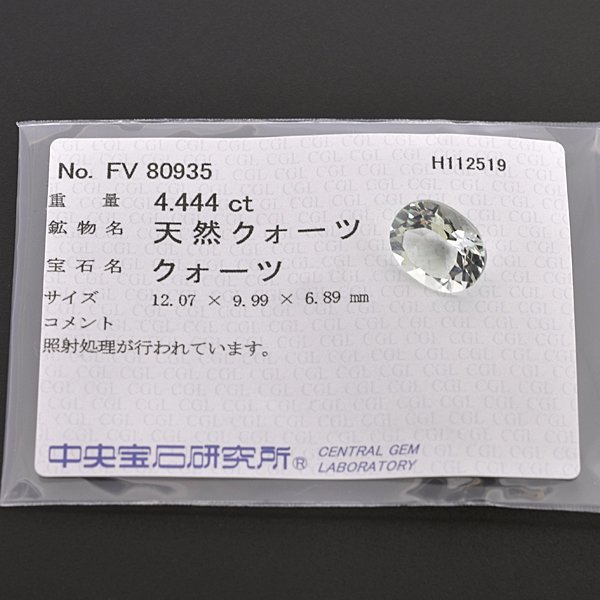 No. FV 80935
H112519
重 量 4.444 ct
鉱物名 天然クォーツ
宝石名 クォーツ
サイズ 12.07 × 9.99 × 6.89 mm
コメント
照射処理が行われています。
中央宝石研究所® CENTRAL GEM
LABORATORY